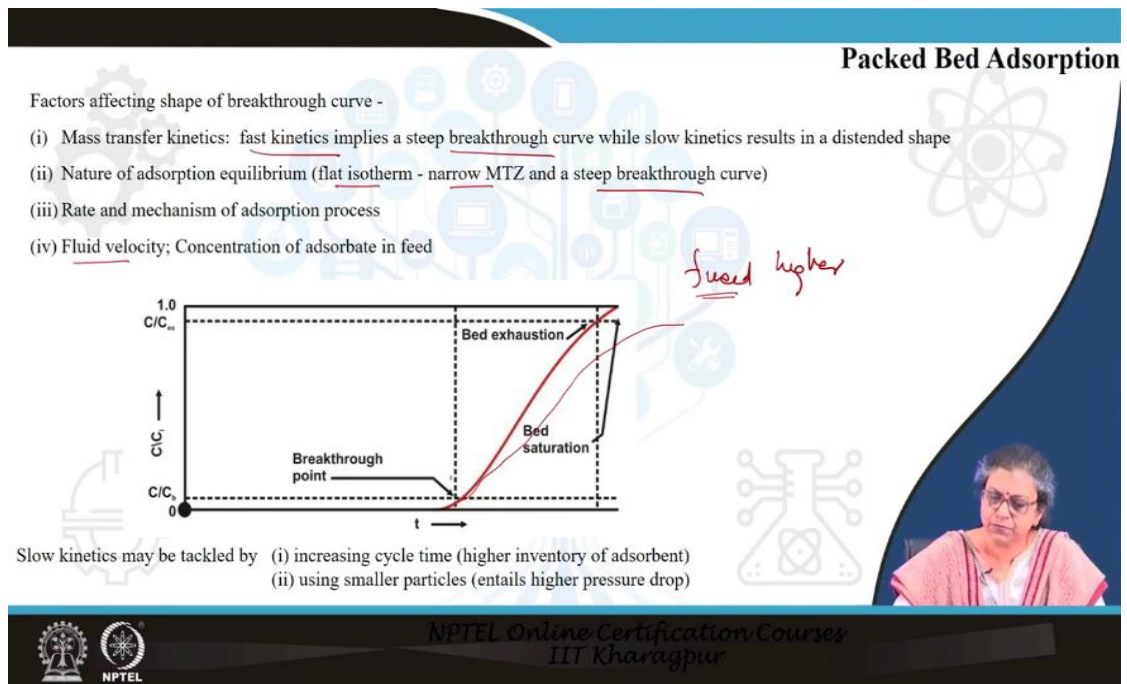 Packed Bed Adsorption
Factors affecting shape of breakthrough curve -
(i) Mass transfer kinetics: fast kinetics implies a steep breakthrough curve while slow kinetics results in a distended shape
(ii) Nature of adsorption equilibrium (flat isotherm - narrow MTZ and a steep breakthrough curve)
(iii) Rate and mechanism of adsorption process
(iv) Fluid velocity; Concentration of adsorbate in feed
higher
1.0
C/Cₑₓ
Bed exhaustion
C\Cᵢ
Bed
saturation
Breakthrough
point
C/C_b
0
t
Slow kinetics may be tackled by (i) increasing cycle time (higher inventory of adsorbent)
(ii) using smaller particles (entails higher pressure drop)
NPTEL Online Certification Courses
IIT Kharagpur
NPTEL